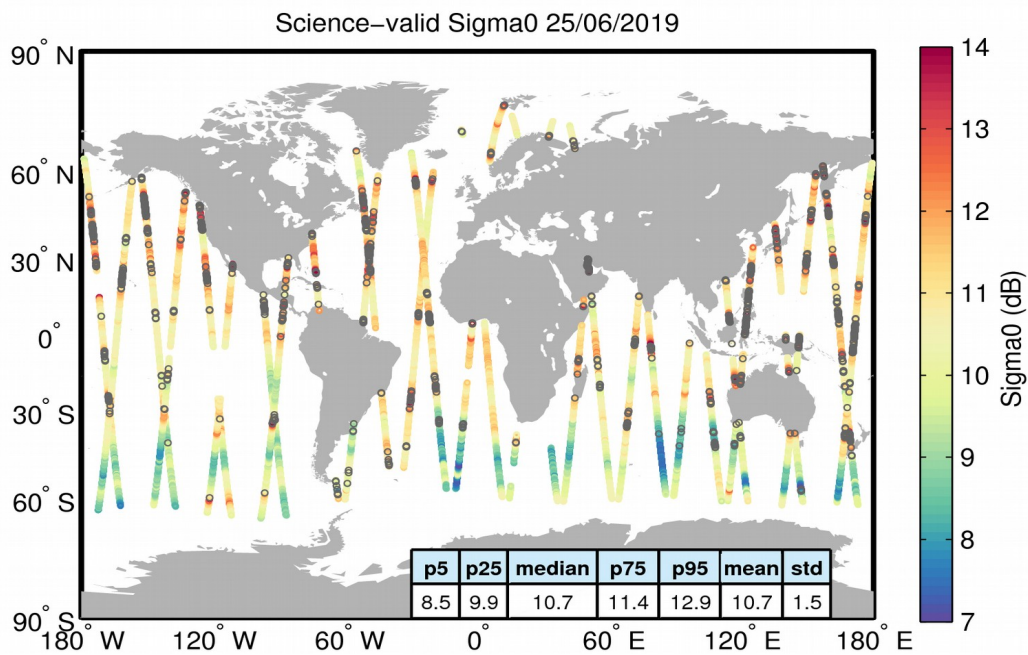 Science−valid Sigma0 25/06/2019
90° N
60° N
30° N
0°
30° S
60° S
90° S
180° W
120° W
60° W
0°
60° E
120° E
180° E
14
13
12
11
10
9
8
7
Sigma0 (dB)
p5 p25 median p75 p95 mean std
8.5 9.9 10.7 11.4 12.9 10.7 1.5